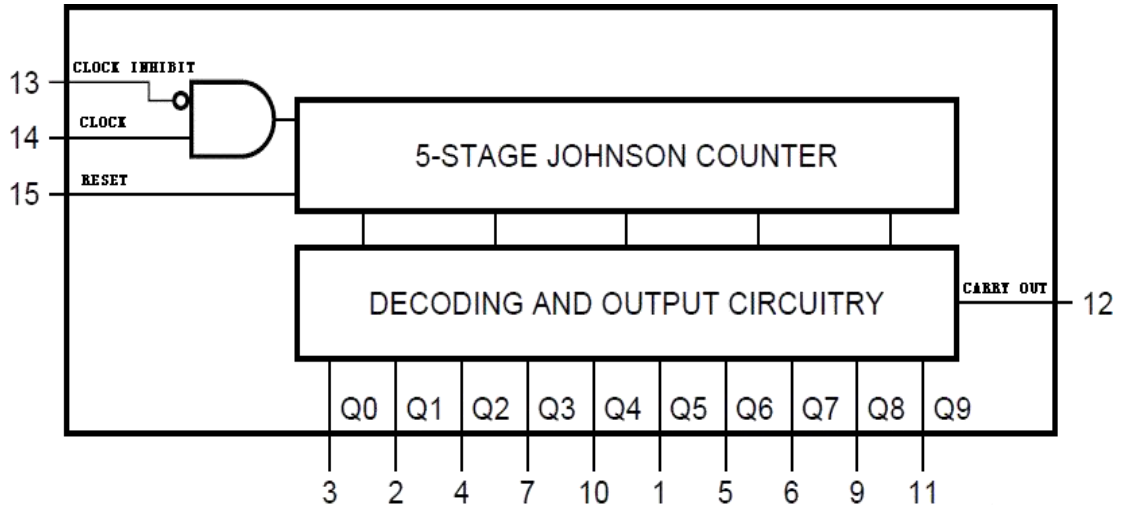 CLOCK INHIBIT
13
CLOCK
14
5-STAGE JOHNSON COUNTER
RESET
15
DECODING AND OUTPUT CIRCUITRY
CARRY OUT
12
Q0 Q1 Q2 Q3 Q4 Q5 Q6 Q7 Q8 Q9
3 2 4 7 10 1 5 6 9 11